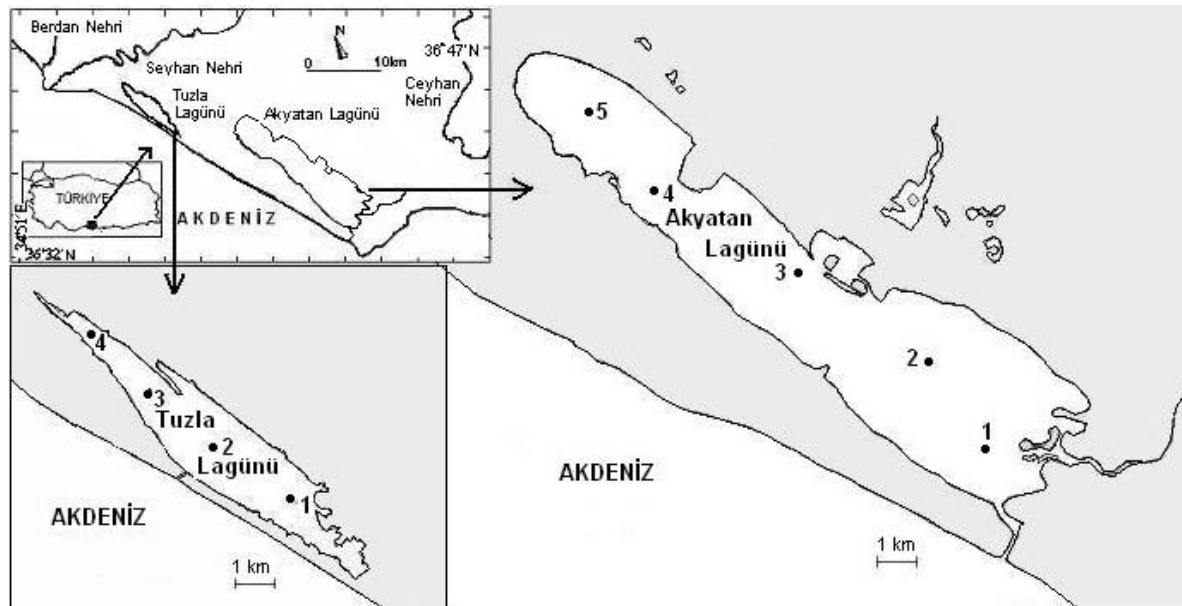 Berdan Nehri
N
36°47'
Seyhan Nehri
0 10km
Ceyhan
Nehri
Tuzla
Lagünü
Akyatan Lagünü
TÜRKIYE
AKDENİZ
34°51'E
36°32'N
4
3
Tuzla
2
Lagünü
1
AKDENİZ
1 km
5
4
Akyatan
Lagünü
3
2
1
AKDENİZ
1 km